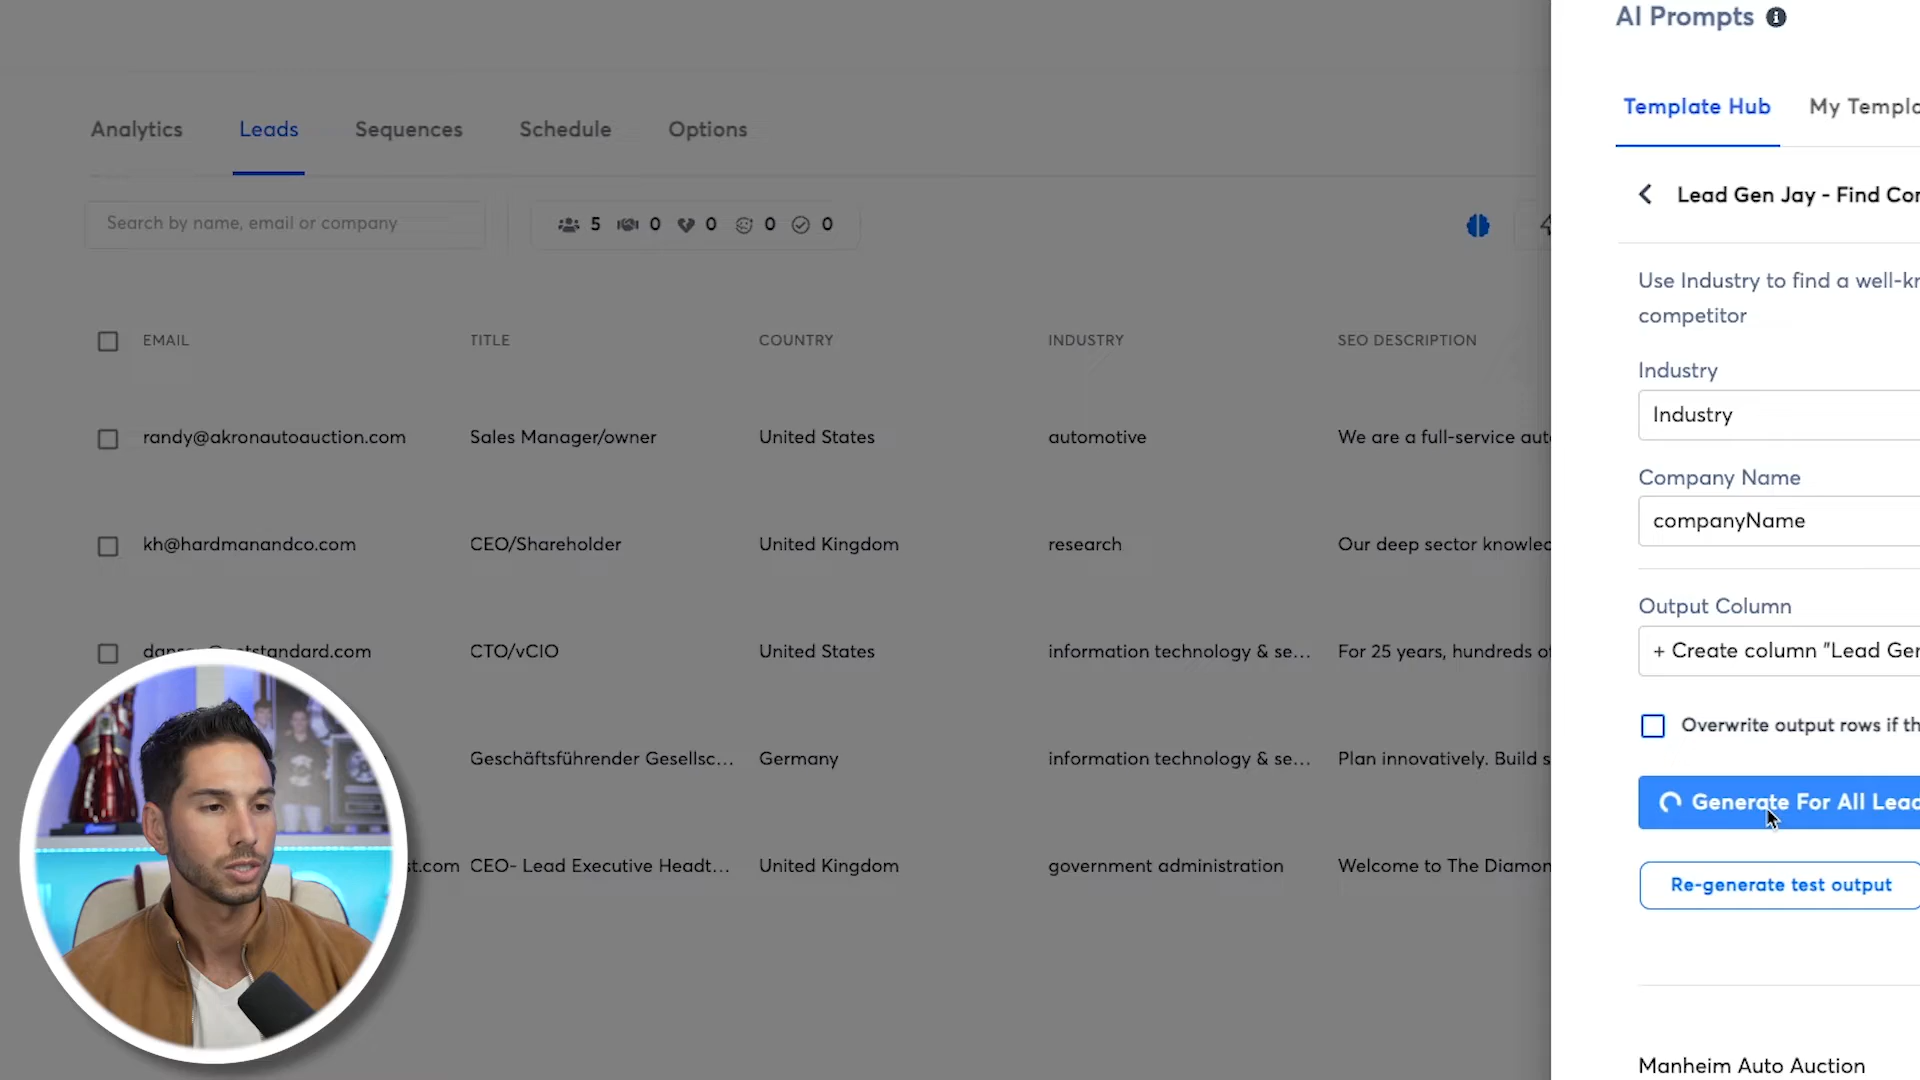 AI Prompts
Template Hub
My Templa
Analytics
Leads
Sequences
Schedule
Options
Lead Gen Jay - Find Con
Search by name, email or company
5
0
0
0
0
Use Industry to find a well-kn
competitor
EMAIL
TITLE
COUNTRY
INDUSTRY
SEO DESCRIPTION
Industry
Industry
randy@akronautoauction.com
Sales Manager/owner
United States
automotive
We are a full-service aut
Company Name
companyName
kh@hardmanandco.com
CEO/Shareholder
United Kingdom
research
Our deep sector knowled
Output Column
+ Create column "Lead Gen
CTO/vCIO
United States
information technology & se...
For 25 years, hundreds of
Overwrite output rows if th
Geschäftsführender Gesellsc...
Germany
information technology & se...
Plan innovatively. Build s
Generate For All Lead
st.com
CEO- Lead Executive Headt...
United Kingdom
government administration
Welcome to The Diamon
Re-generate test output
Manheim Auto Auction